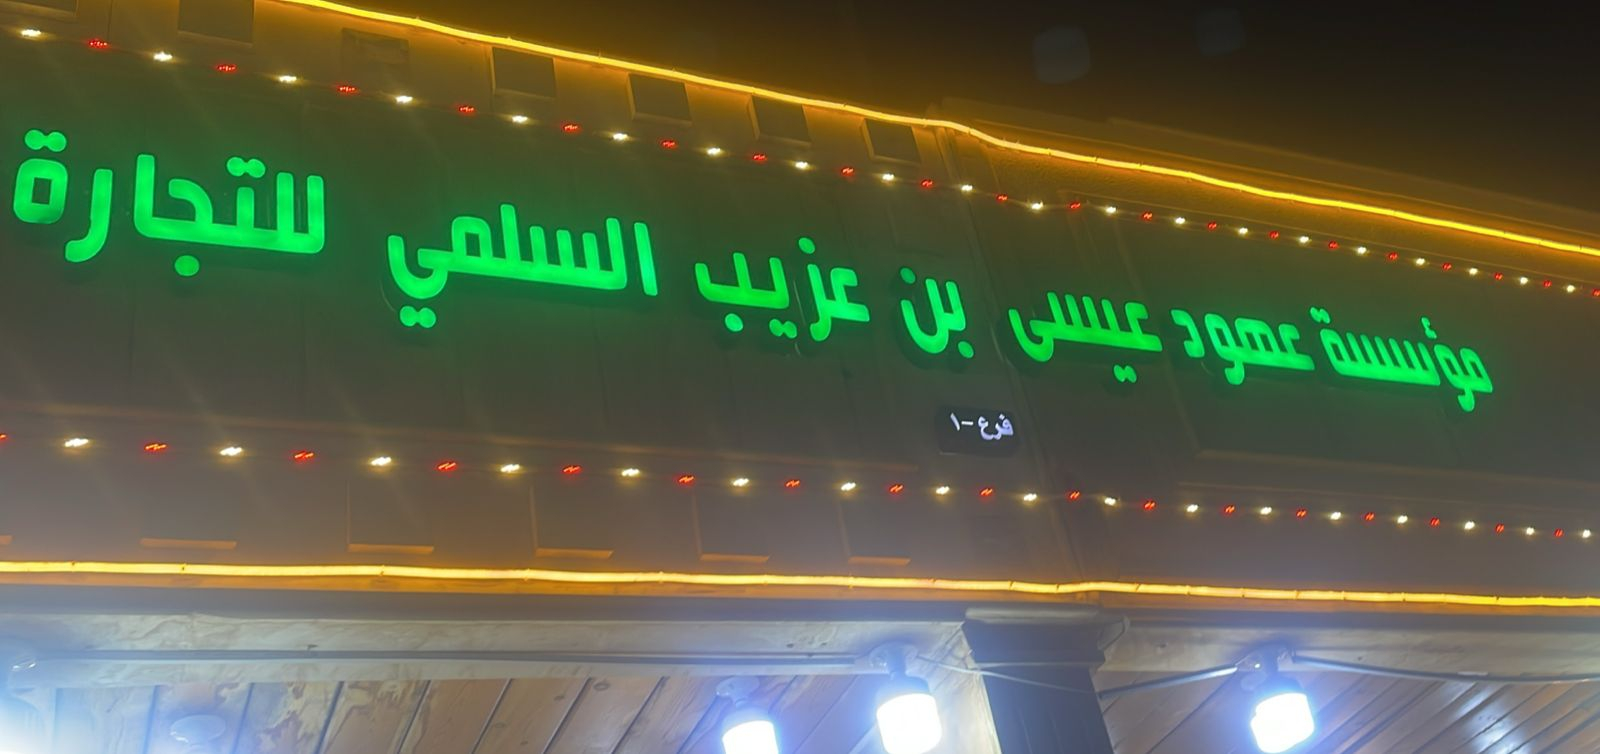 مؤسسة عهود عيسى بن عزيب السلمي للتجارة
فرع -١